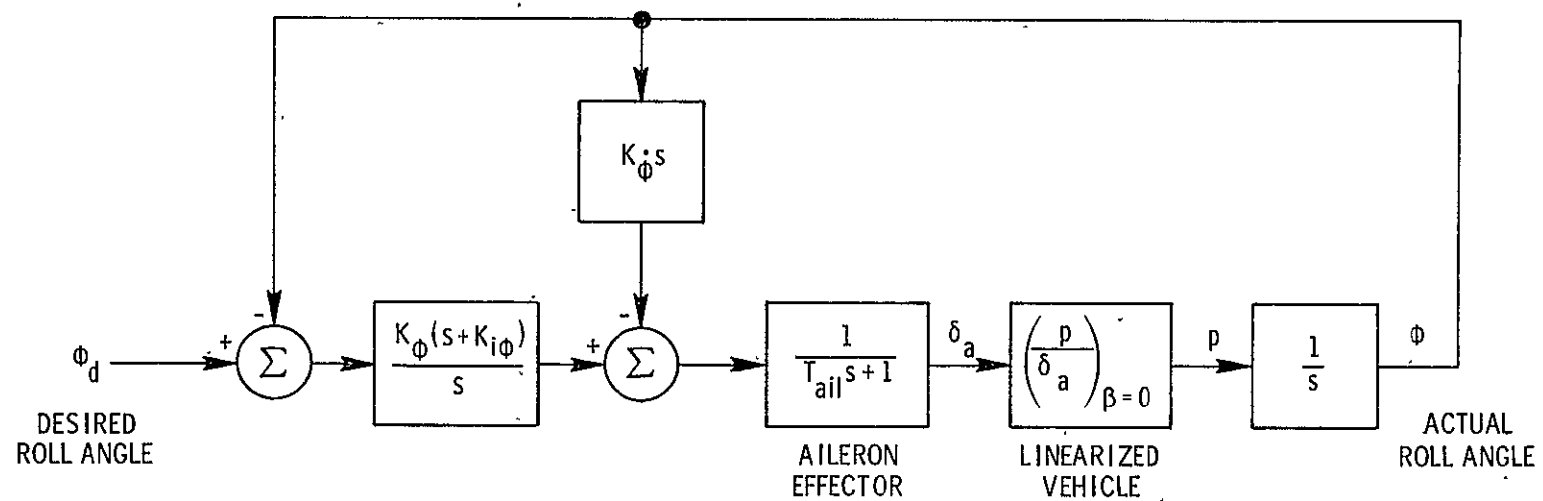 K_Φ̇ s
-
-
+
+
Φ_d
Σ
K_Φ(s+K_iΦ)
s
Σ
1
T_ail s+1
δ_a
(p
δ_a)_β=0
p
1
s
Φ
DESIRED
ROLL ANGLE
AILERON
EFFECTOR
LINEARIZED
VEHICLE
ACTUAL
ROLL ANGLE